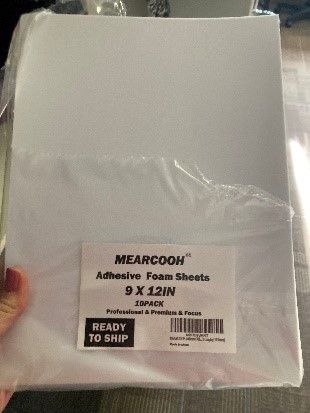 MEARCOOH®
Adhesive Foam Sheets
9 X 12iN
10PACK
Professional & Premium & Focus
READY
TO SHIP